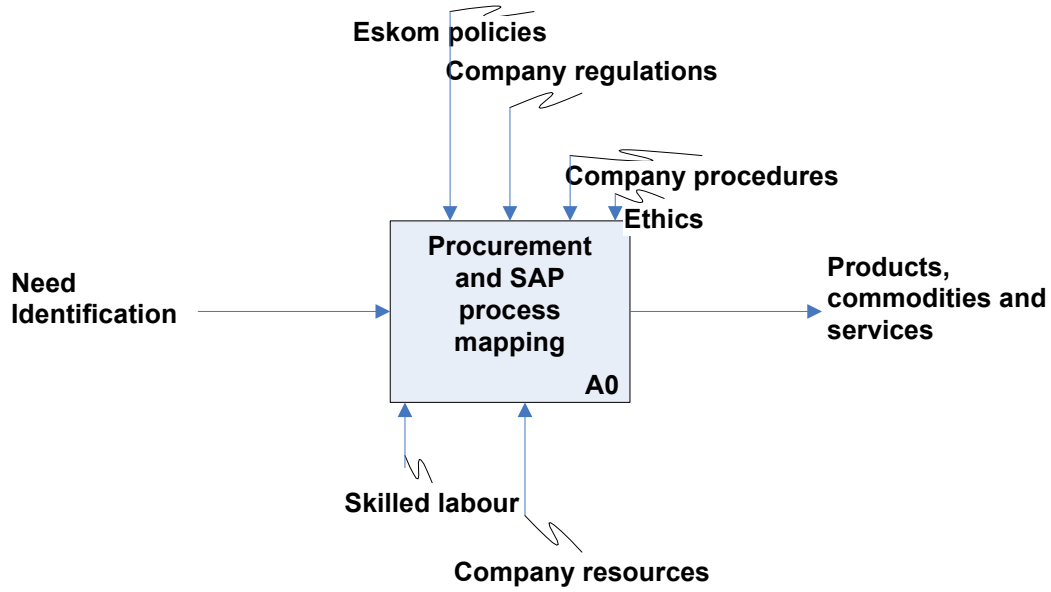 Eskom policies
Company regulations
Company procedures
Ethics
Procurement
and SAP
process
mapping
A0
Need
Identification
Products,
commodities and
services
Skilled labour
Company resources